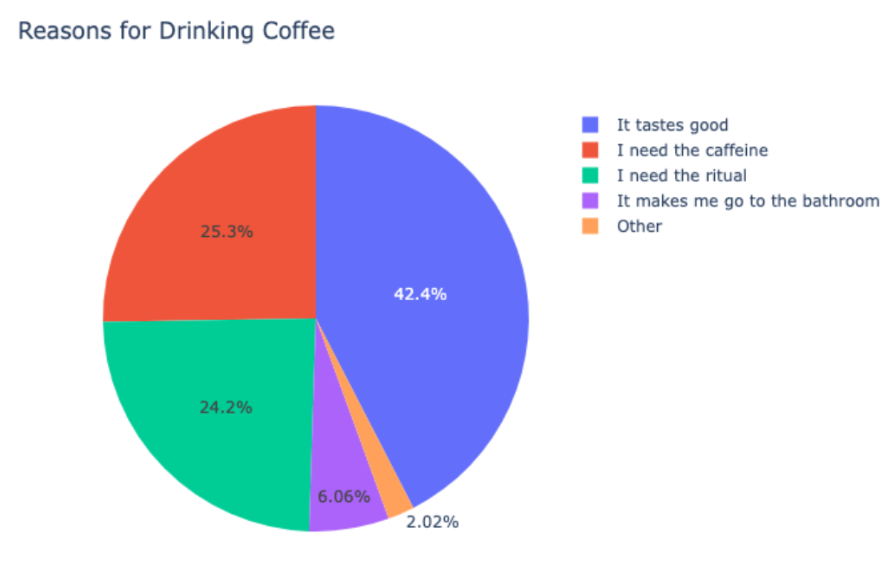 Reasons for Drinking Coffee
It tastes good
I need the caffeine
I need the ritual
It makes me go to the bathroom
Other
25.3%
42.4%
24.2%
6.06%
2.02%